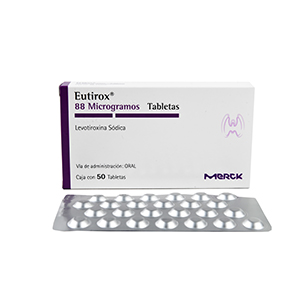 Eutirox®
88 Microgramos Tabletas
Levotiroxina Sódica
Vía de administración: ORAL
Caja con 50 Tabletas
MERCK